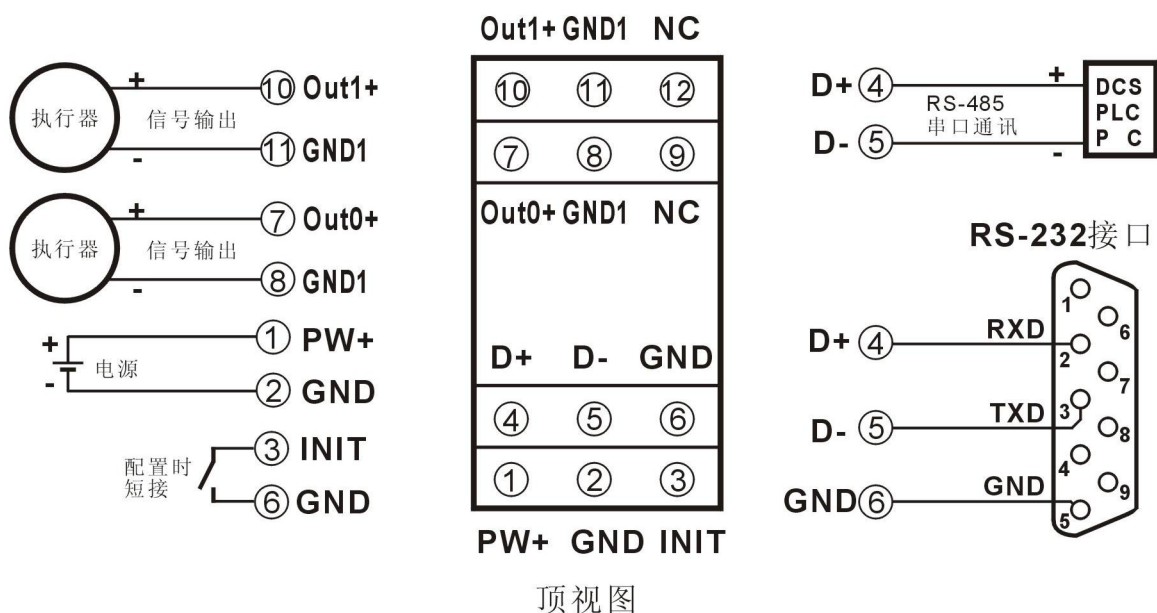 Out1+ GND1 NC
⑩ ⑪ ⑫
⑦ ⑧ ⑨
Out0+ GND1 NC
D+ D- GND
④ ⑤ ⑥
① ② ③
PW+ GND INIT
顶视图
执行器
+
信号输出
-
⑩ Out1+
⑪ GND1
执行器
+
信号输出
-
⑦ Out0+
⑧ GND1
+
电源
-
① PW+
② GND
配置时
短接
③ INIT
⑥ GND
D+ ④
D- ⑤
+
RS-485
串口通讯
-
DCS
PLC
P C
RS-232接口
D+ ④ RXD
D- ⑤ TXD
GND ⑥ GND
1
2
3
4
5
6
7
8
9